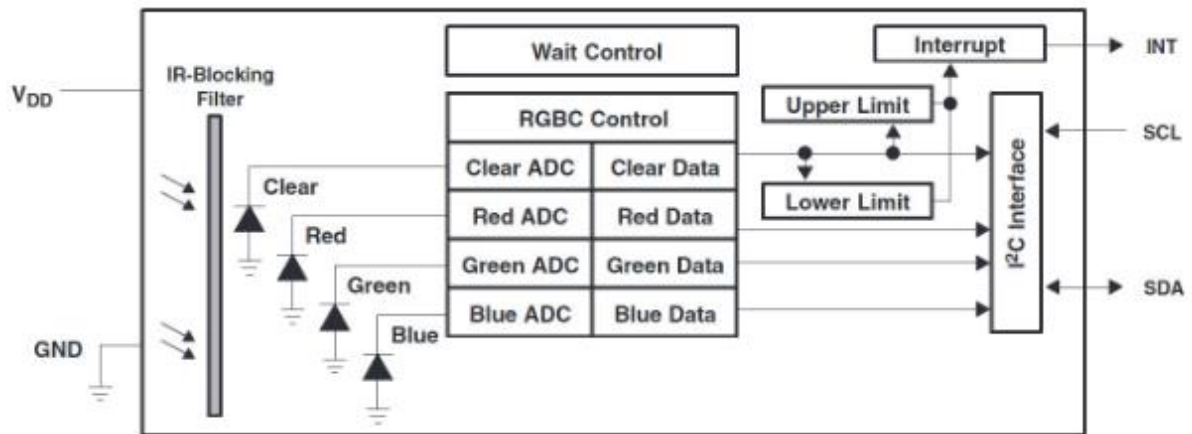 Wait Control
Interrupt
INT
IR-Blocking
Filter
VDD
Upper Limit
RGBC Control
SCL
Clear ADC
Clear Data
Clear
Lower Limit
I²C Interface
Red ADC
Red Data
Red
Green ADC
Green Data
Green
SDA
Blue ADC
Blue Data
Blue
GND